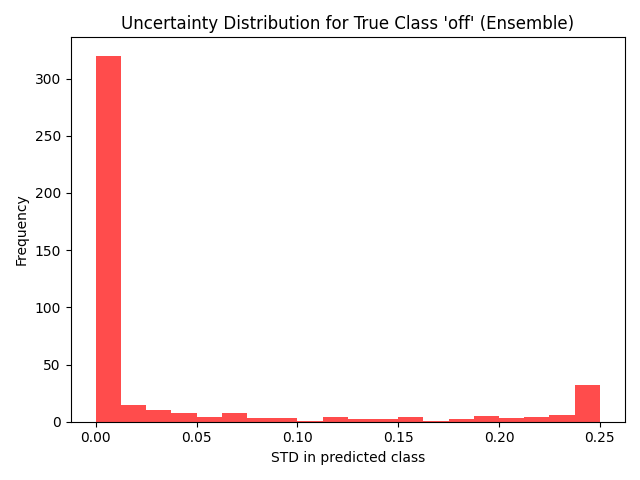 Uncertainty Distribution for True Class 'off' (Ensemble)
300
250
200
150
100
50
0
Frequency
0.00 0.05 0.10 0.15 0.20 0.25
STD in predicted class